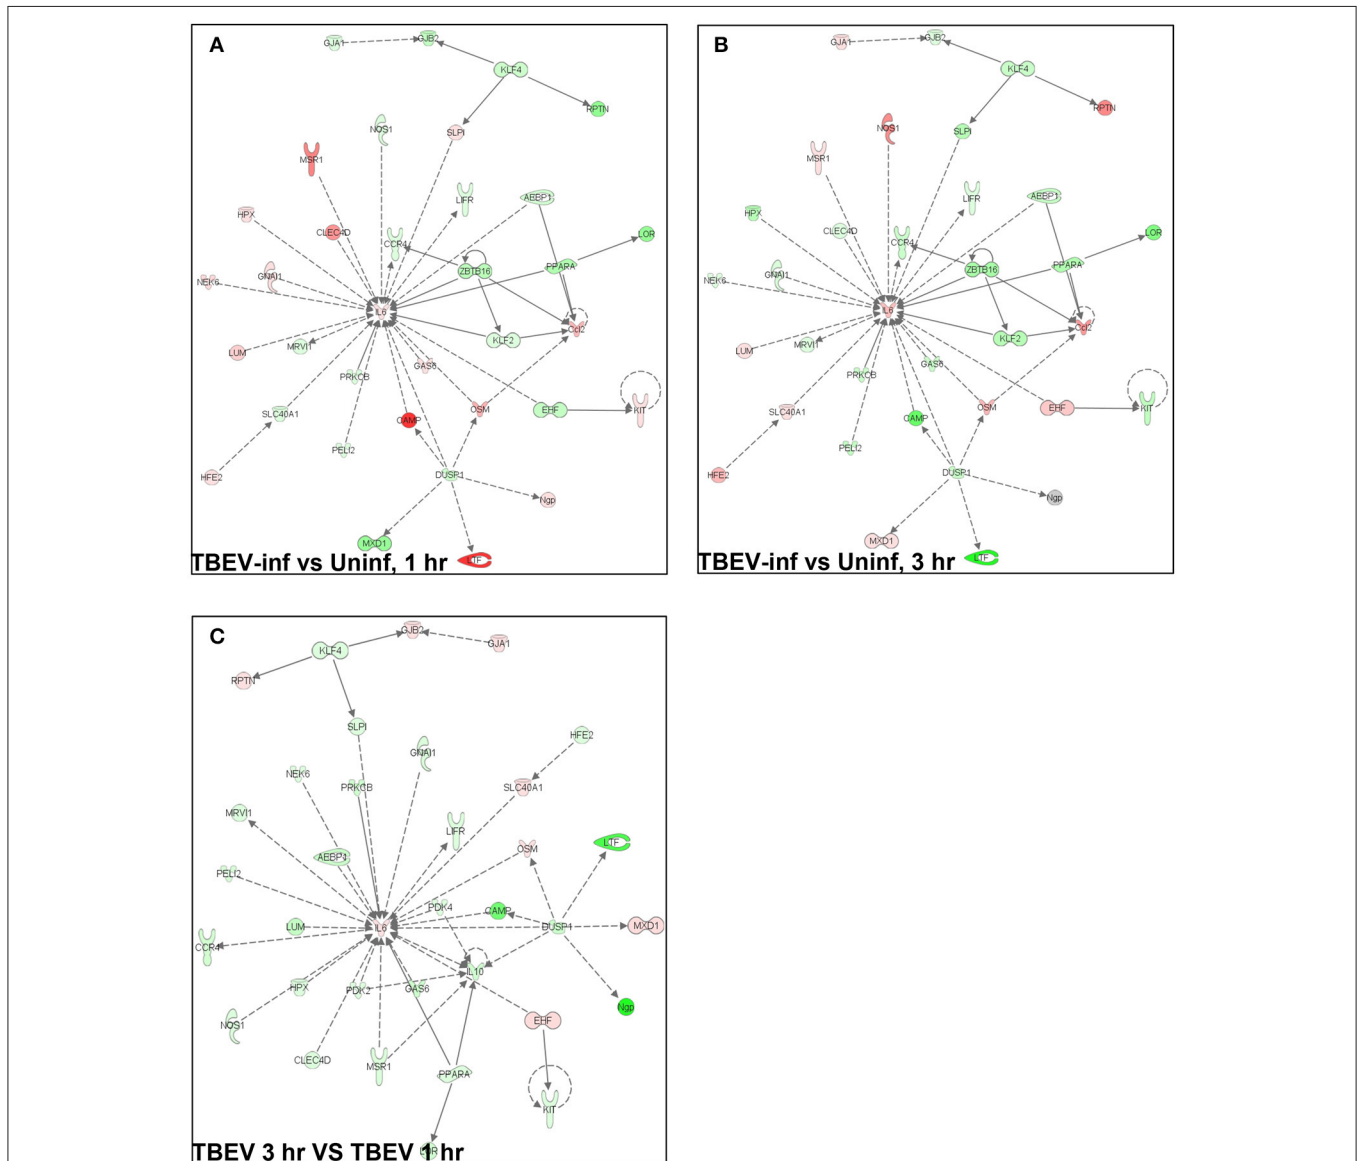 A
GJA1
GJB2
KLF4
RPTN
NOS1
SLPI
MSR1
LIFR
AEBP1
HPX
CLEC4D
CCR4
LOR
NEK6
GNAI1
ZBTB16
PPARA
IL6
Ccl2
LUM
MRVI1
KLF2
PRKCB
GAS6
SLC40A1
CAMP
OSM
EHF
KIT
PELI2
HFE2
DUSP1
Ngp
MXD1
LTF
TBEV-inf vs Uninf, 1 hr
B
GJA1
GJB2
KLF4
RPTN
NOS1
SLPI
MSR1
LIFR
AEBP1
HPX
CLEC4D
CCR4
LOR
NEK6
GNAI1
ZBTB16
PPARA
IL6
Ccl2
LUM
MRVI1
KLF2
PRKCB
GAS6
SLC40A1
CAMP
OSM
EHF
KIT
PELI2
HFE2
DUSP1
Ngp
MXD1
LTF
TBEV-inf vs Uninf, 3 hr
C
GJB2
GJA1
KLF4
RPTN
SLPI
HFE2
GNAI1
NEK6
PRKCB
SLC40A1
MRVI1
LIFR
LTF
AEBP1
OSM
PELI2
PDK4
CAMP
LUM
IL6
DUSP1
MXD1
CCR4
IL10
HPX
PDK2
GAS6
Ngp
NOS1
EHF
CLEC4D
MSR1
PPARA
KIT
LOR
TBEV 3 hr VS TBEV 1 hr